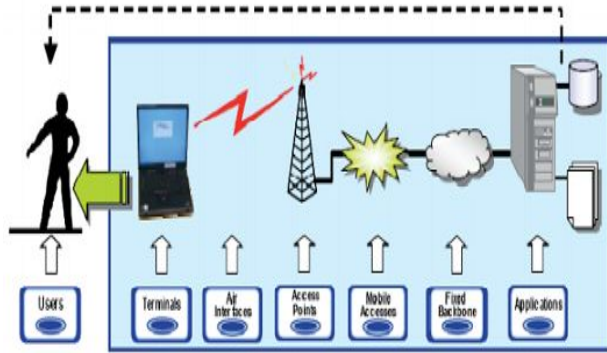 Users
Terminals
Air
Interfaces
Access
Points
Mobile
Accesses
Fixed
Backbone
Applications